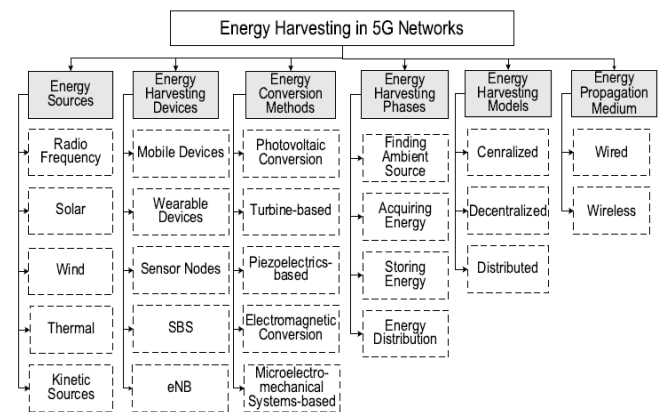 Energy Harvesting in 5G Networks
Energy
Sources
Radio
Frequency
Solar
Wind
Thermal
Kinetic
Sources
Energy
Harvesting
Devices
Mobile Devices
Wearable
Devices
Sensor Nodes
SBS
eNB
Energy
Conversion
Methods
Photovoltaic
Conversion
Turbine-based
Piezoelectrics-
based
Electromagnetic
Conversion
Microelectro-
mechanical
Systems-based
Energy
Harvesting
Phases
Finding
Ambient
Source
Acquiring
Energy
Storing
Energy
Energy
Distribution
Energy
Harvesting
Models
Cenralized
Decentralized
Distributed
Energy
Propagation
Medium
Wired
Wireless